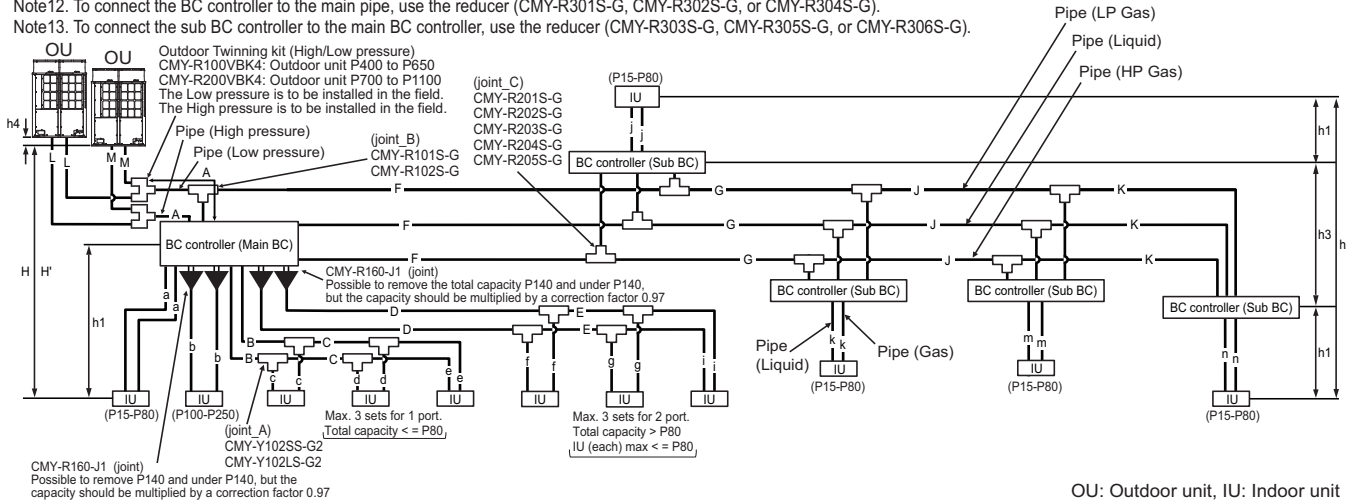 Note12. To connect the BC controller to the main pipe, use the reducer (CMY-R301S-G, CMY-R302S-G, or CMY-R304S-G).
Note13. To connect the sub BC controller to the main BC controller, use the reducer (CMY-R303S-G, CMY-R305S-G, or CMY-R306S-G).
Pipe (LP Gas)
Pipe (Liquid)
Pipe (HP Gas)
OU
OU
Outdoor Twinning kit (High/Low pressure)
CMY-R100VBK4: Outdoor unit P400 to P650
CMY-R200VBK4: Outdoor unit P700 to P1100
The Low pressure is to be installed in the field.
The High pressure is to be installed in the field.
Pipe (High pressure)
Pipe (Low pressure)
(joint_B)
CMY-R101S-G
CMY-R102S-G
(joint_C)
CMY-R201S-G
CMY-R202S-G
CMY-R203S-G
CMY-R204S-G
CMY-R205S-G
(P15-P80)
IU
j
j
BC controller (Sub BC)
h4
L
L
M
M
A
A
F
G
J
K
F
G
J
K
F
G
J
K
h1
h3
h
h1
BC controller (Main BC)
H
H'
h1
CMY-R160-J1 (joint)
Possible to remove the total capacity P140 and under P140,
but the capacity should be multiplied by a correction factor 0.97
BC controller (Sub BC)
BC controller (Sub BC)
BC controller (Sub BC)
a
a
b
b
B
C
B
C
c
c
d
d
e
e
D
E
D
E
f
f
g
g
i
i
Pipe
(Liquid)
k
k
Pipe (Gas)
m
m
n
n
IU
(P15-P80)
IU
(P100-P250)
IU
IU
IU
IU
IU
IU
IU
(P15-P80)
IU
(P15-P80)
IU
(P15-P80)
(joint_A)
CMY-Y102SS-G2
CMY-Y102LS-G2
Max. 3 sets for 1 port.
Total capacity < = P80
Max. 3 sets for 2 port.
Total capacity > P80
IU (each) max < = P80
CMY-R160-J1 (joint)
Possible to remove P140 and under P140, but the
capacity should be multiplied by a correction factor 0.97
OU: Outdoor unit, IU: Indoor unit